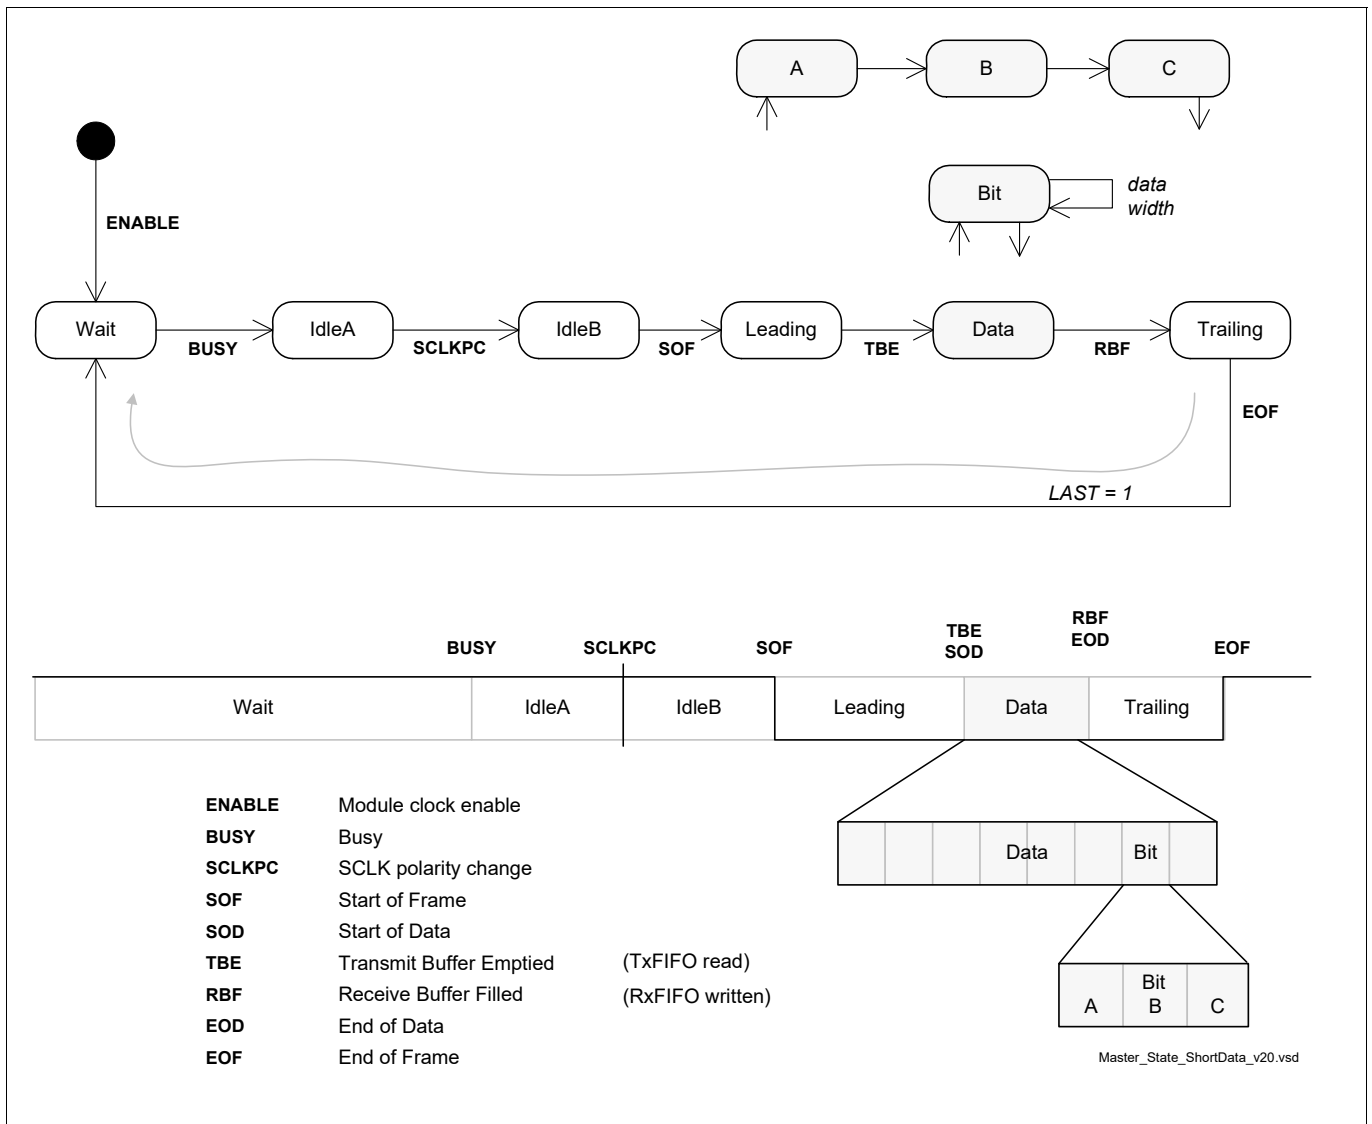 A
B
C
Bit
data
width
ENABLE
Wait
IdleA
IdleB
Leading
Data
Trailing
BUSY
SCLKPC
SOF
TBE
RBF
EOF
LAST = 1
BUSY
SCLKPC
SOF
TBE
SOD
RBF
EOD
EOF
Wait
IdleA
IdleB
Leading
Data
Trailing
ENABLE Module clock enable
BUSY Busy
SCLKPC SCLK polarity change
SOF Start of Frame
SOD Start of Data
TBE Transmit Buffer Emptied (TxFIFO read)
RBF Receive Buffer Filled (RxFIFO written)
EOD End of Data
EOF End of Frame
Data
Bit
Bit
A B C
Master_State_ShortData_v20.vsd